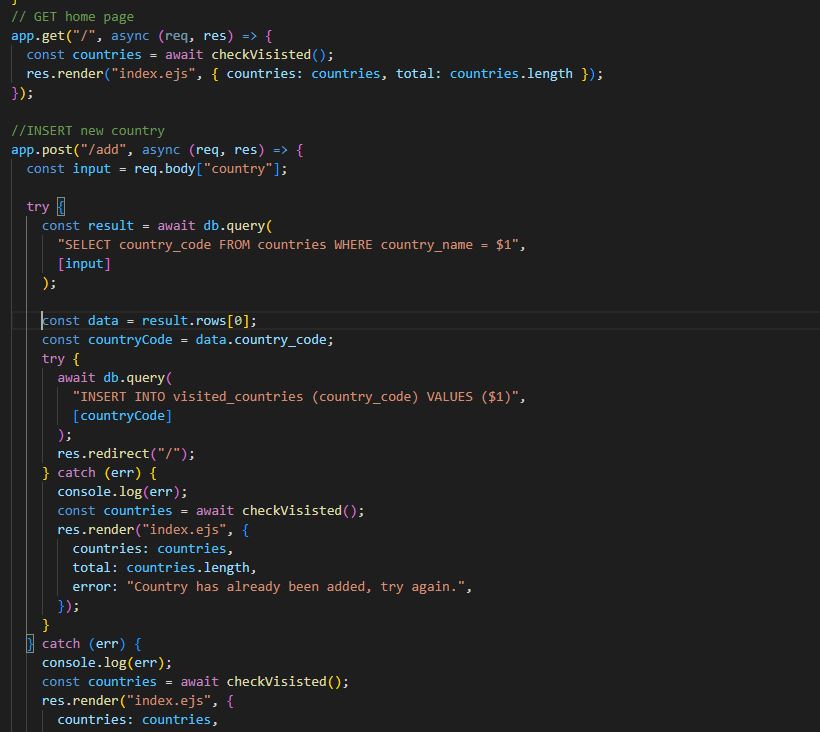 }
// GET home page
app.get("/", async (req, res) => {
  const countries = await checkVisisted();
  res.render("index.ejs", { countries: countries, total: countries.length });
});

//INSERT new country
app.post("/add", async (req, res) => {
  const input = req.body["country"];

  try {
    const result = await db.query(
      "SELECT country_code FROM countries WHERE country_name = $1",
      [input]
    );

    const data = result.rows[0];
    const countryCode = data.country_code;
    try {
      await db.query(
        "INSERT INTO visited_countries (country_code) VALUES ($1)",
        [countryCode]
      );
      res.redirect("/");
    } catch (err) {
      console.log(err);
      const countries = await checkVisisted();
      res.render("index.ejs", {
        countries: countries,
        total: countries.length,
        error: "Country has already been added, try again.",
      });
    }
  } catch (err) {
    console.log(err);
    const countries = await checkVisisted();
    res.render("index.ejs", {
      countries: countries,